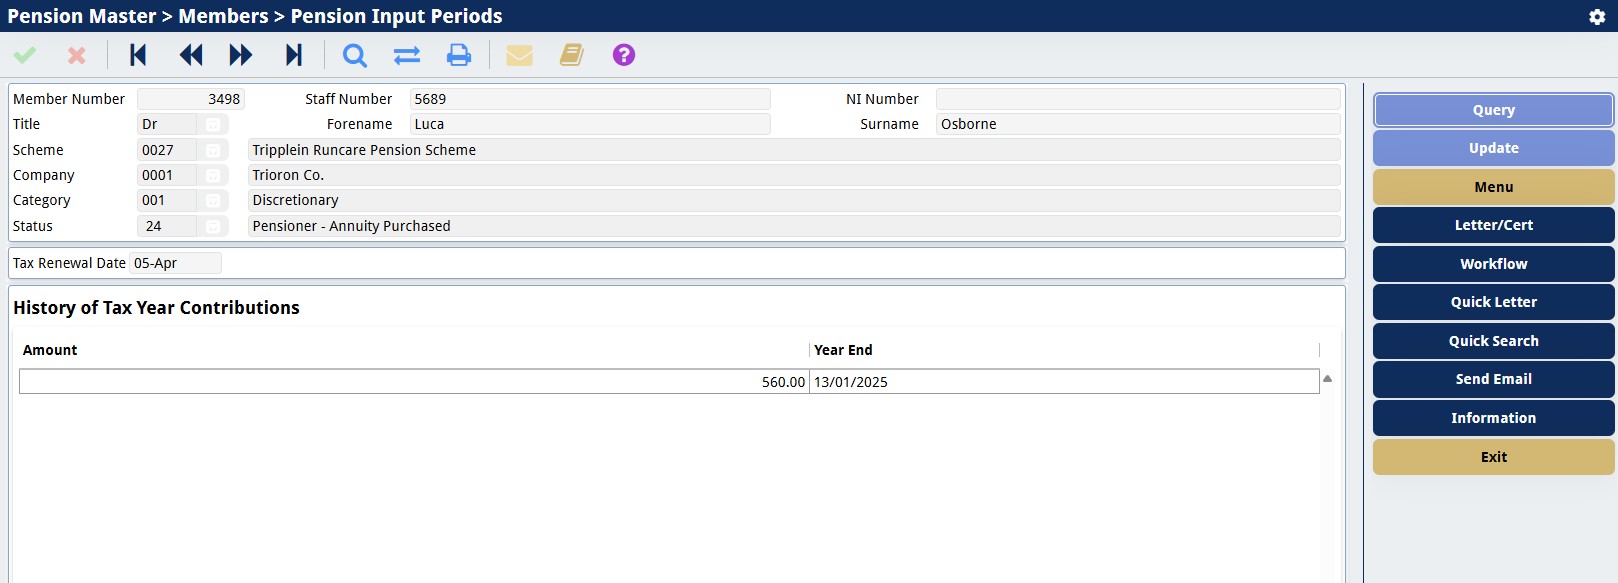 Pension Master > Members > Pension Input Periods
?
Member Number 3498 Staff Number 5689 NI Number
Title Dr Forename Luca Surname Osborne
Scheme 0027 Tripplein Runcare Pension Scheme
Company 0001 Trioron Co.
Category 001 Discretionary
Status 24 Pensioner - Annuity Purchased
Tax Renewal Date 05-Apr
History of Tax Year Contributions
Amount Year End
560.00 13/01/2025
Query
Update
Menu
Letter/Cert
Workflow
Quick Letter
Quick Search
Send Email
Information
Exit